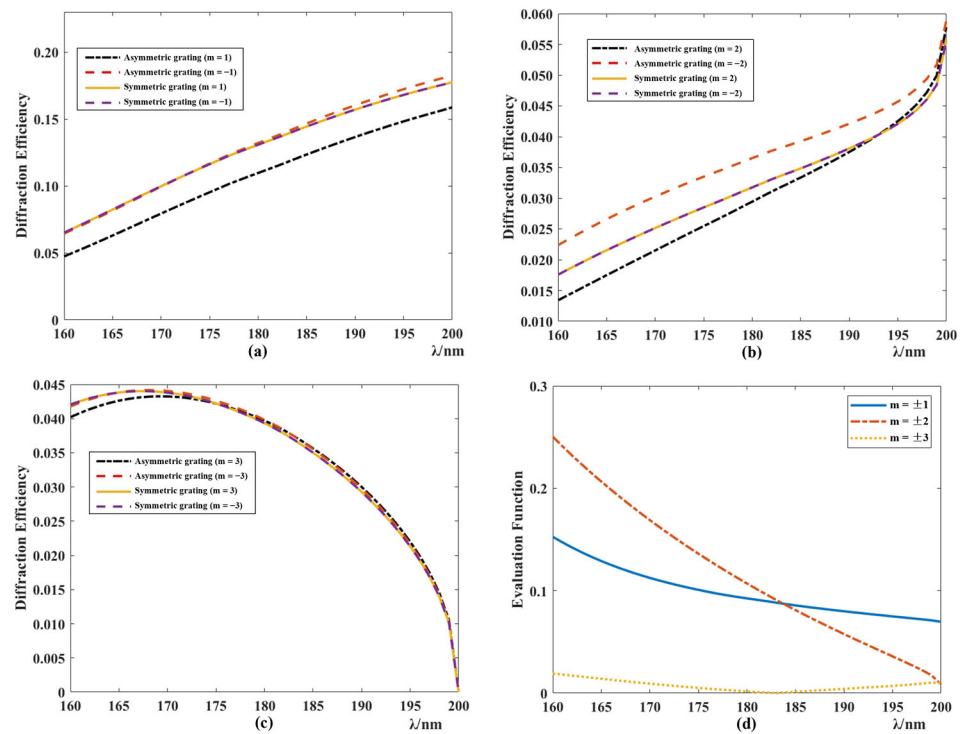 0.20
0.15
0.10
0.05
0
Diffraction Efficiency
Asymmetric grating (m = 1)
Asymmetric grating (m = −1)
Symmetric grating (m = 1)
Symmetric grating (m = −1)
160 165 170 175 180 185 190 195 200
λ/nm
(a)
0.060
0.055
0.050
0.045
0.040
0.035
0.030
0.025
0.020
0.015
0.010
Diffraction Efficiency
Asymmetric grating (m = 2)
Asymmetric grating (m = −2)
Symmetric grating (m = 2)
Symmetric grating (m = −2)
160 165 170 175 180 185 190 195 200
λ/nm
(b)
0.045
0.040
0.035
0.030
0.025
0.020
0.015
0.010
0.005
0
Diffraction Efficiency
Asymmetric grating (m = 3)
Asymmetric grating (m = −3)
Symmetric grating (m = 3)
Symmetric grating (m = −3)
160 165 170 175 180 185 190 195 200
λ/nm
(c)
0.3
0.2
0.1
0
Evaluation Function
m = ±1
m = ±2
m = ±3
160 165 170 175 180 185 190 195 200
λ/nm
(d)